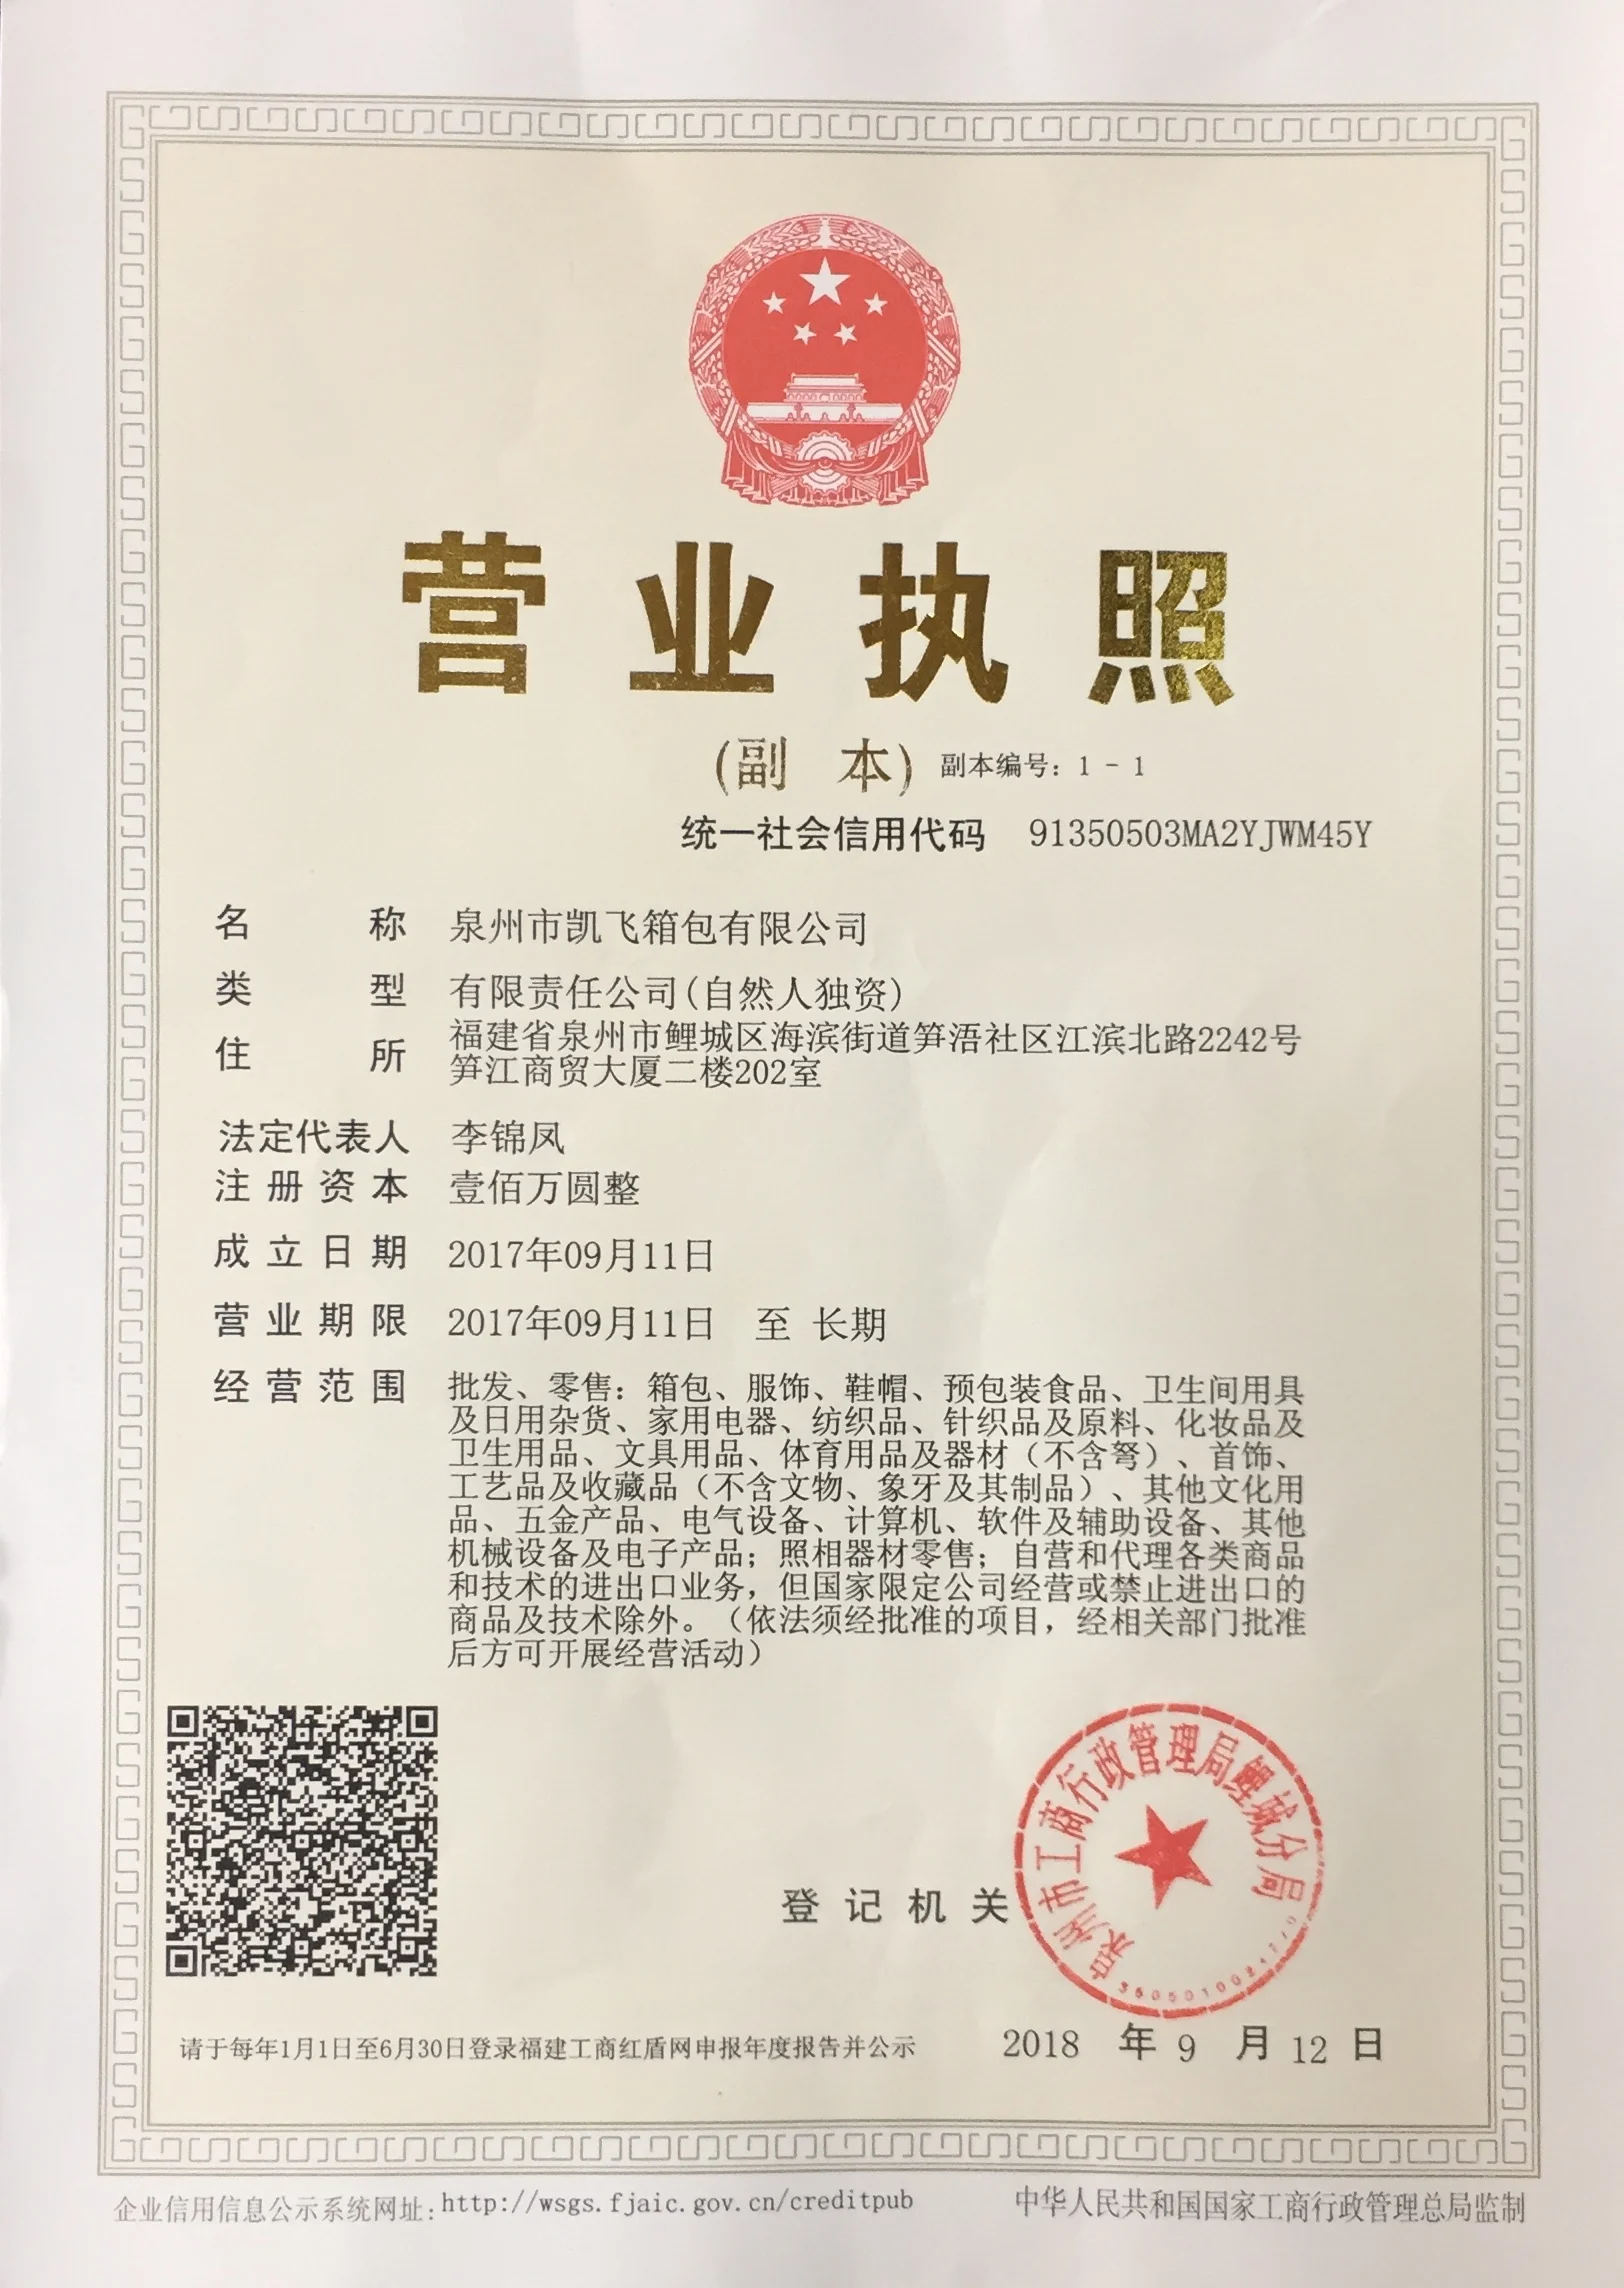 营业执照
(副 本) 副本编号：1 - 1
统一社会信用代码 91350503MA2YJWM45Y
名 称 泉州市凯飞箱包有限公司
类 型 有限责任公司(自然人独资)
住 所 福建省泉州市鲤城区海滨街道笋浯社区江滨北路2242号
笋江商贸大厦二楼202室
法定代表人 李锦凤
注册资本 壹佰万圆整
成立日期 2017年09月11日
营业期限 2017年09月11日 至 长期
经营范围 批发、零售：箱包、服饰、鞋帽、预包装食品、卫生间用具
及日用杂货、家用电器、纺织品、针织品及原料、化妆品及
卫生用品、文具用品、体育用品及器材（不含弩）、首饰、
工艺品及收藏品（不含文物、象牙及其制品）、其他文化用
品、五金产品、电气设备、计算机、软件及辅助设备、其他
机械设备及电子产品；照相器材零售；自营和代理各类商品
和技术的进出口业务，但国家限定公司经营或禁止进出口的
商品及技术除外。（依法须经批准的项目，经相关部门批准
后方可开展经营活动）
泉州市工商行政管理局鲤城分局
登记机关
请于每年1月1日至6月30日登录福建工商红盾网申报年度报告并公示
2018 年 9 月 12 日
企业信用信息公示系统网址：http://wsgs.fjaic.gov.cn/creditpub
中华人民共和国国家工商行政管理总局监制